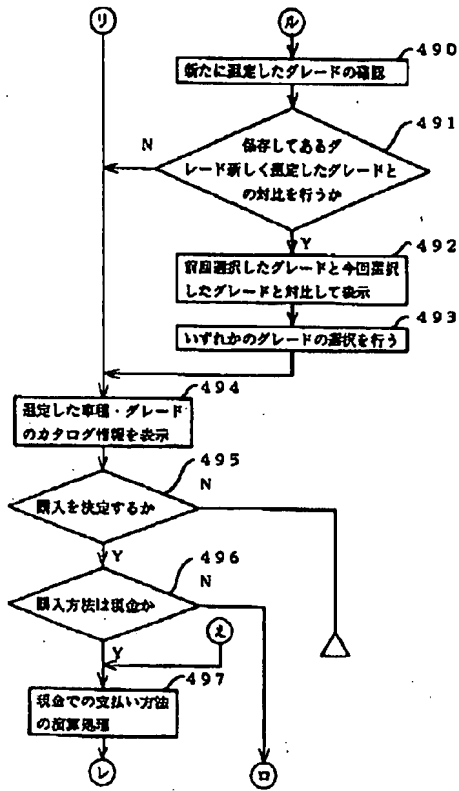 リ
ル
490
新たに選定したグレードの確認
491
保存してあるグ
レード新しく選定したグレードと
の対比を行うか
N
Y
492
前回選択したグレードと今回選択
したグレードと対比して表示
493
いずれかのグレードの選択を行う
494
選定した車種・グレード
のカタログ情報を表示
495
購入を決定するか
N
Y
496
購入方法は現金か
N
Y
497
現金での支払い方法
の演算処理
レ
ロ